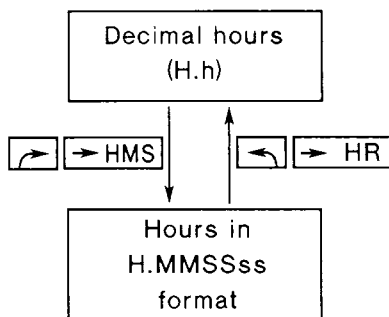 Decimal hours
(H.h)
→ HMS
→ HR
Hours in
H.MMSSss
format